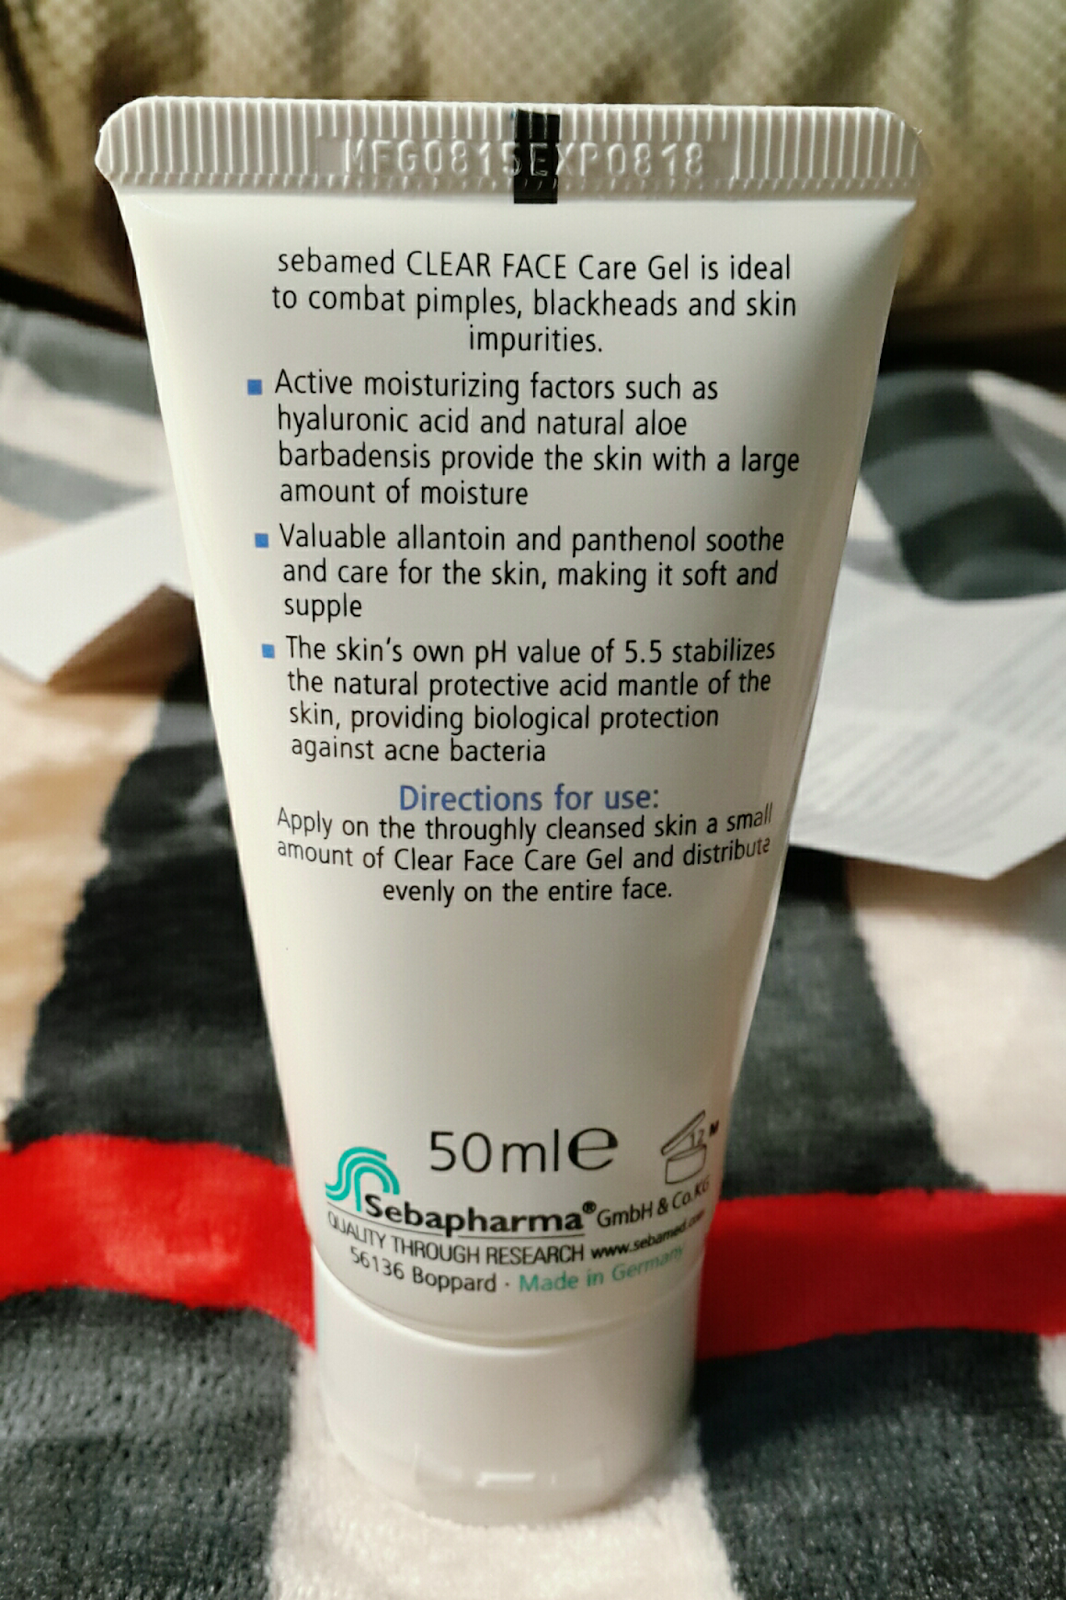 MFG0815EXP0818
sebamed CLEAR FACE Care Gel is ideal
to combat pimples, blackheads and skin
impurities.
Active moisturizing factors such as
hyaluronic acid and natural aloe
barbadensis provide the skin with a large
amount of moisture
Valuable allantoin and panthenol soothe
and care for the skin, making it soft and
supple
The skin's own pH value of 5.5 stabilizes
the natural protective acid mantle of the
skin, providing biological protection
against acne bacteria
Directions for use:
Apply on the throughly cleansed skin a small
amount of Clear Face Care Gel and distribute
evenly on the entire face.
50ml℮
12 M
Sebapharma® GmbH & Co.KG
QUALITY THROUGH RESEARCH www.sebamed.com
56136 Boppard · Made in Germany